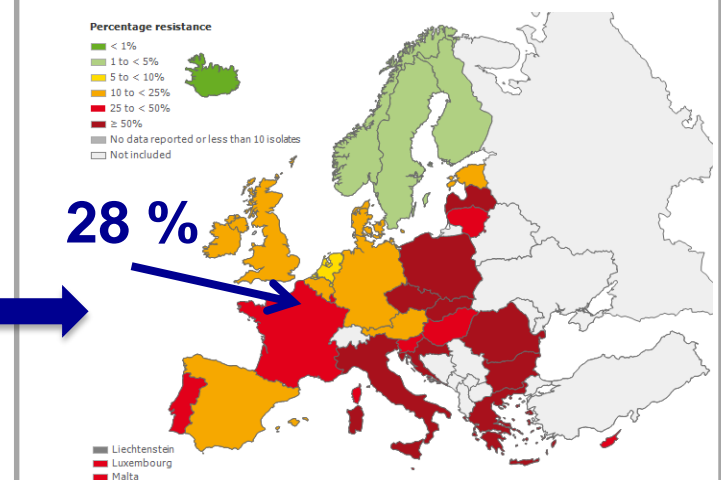 Percentage resistance
< 1%
1 to < 5%
5 to < 10%
10 to < 25%
25 to < 50%
≥ 50%
No data reported or less than 10 isolates
Not included
28 %
Liechtenstein
Luxembourg
Malta